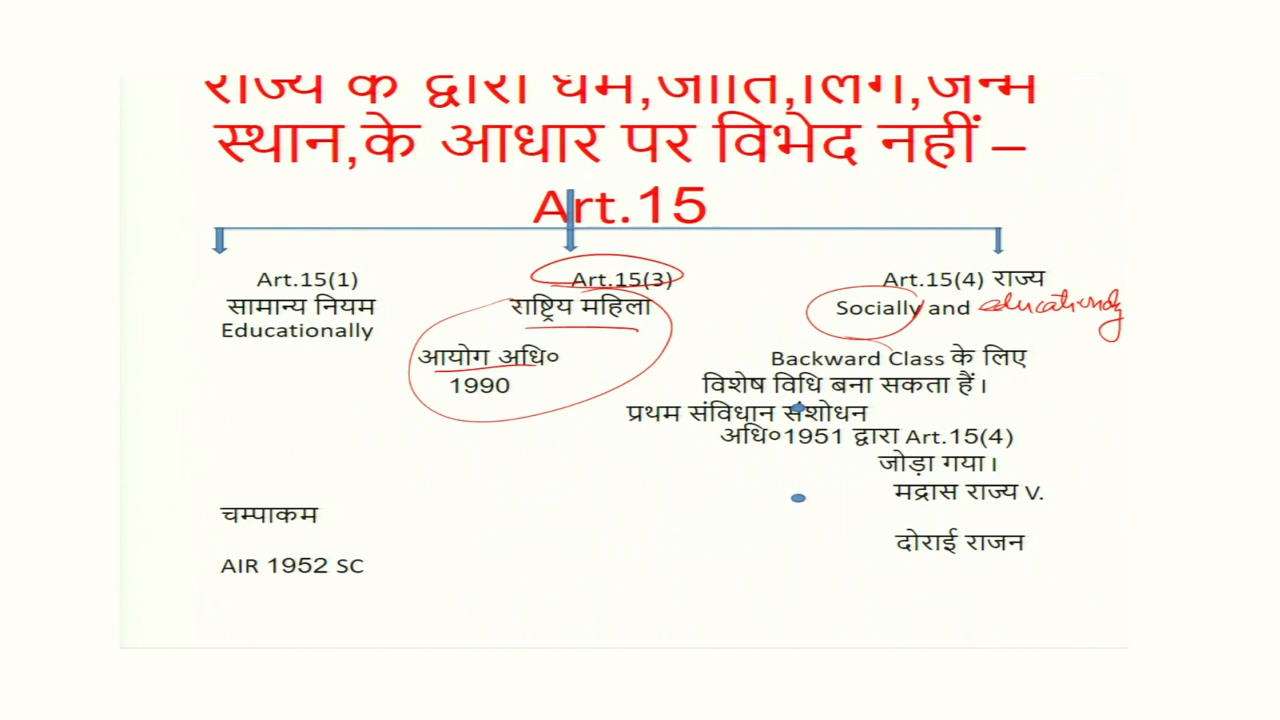 राज्य के द्वारा धर्म,जाति,लिंग,जन्म
स्थान,के आधार पर विभेद नहीं –
Art.15
Art.15(1)
सामान्य नियम
Educationally
चम्पाकम
AIR 1952 SC
Art.15(3)
राष्ट्रिय महिला
आयोग अधि०
1990
Art.15(4) राज्य
Socially and educationally
Backward Class के लिए
विशेष विधि बना सकता हैं।
प्रथम संविधान संशोधन
अधि०1951 द्वारा Art.15(4)
जोड़ा गया।
मद्रास राज्य V.
दोराई राजन